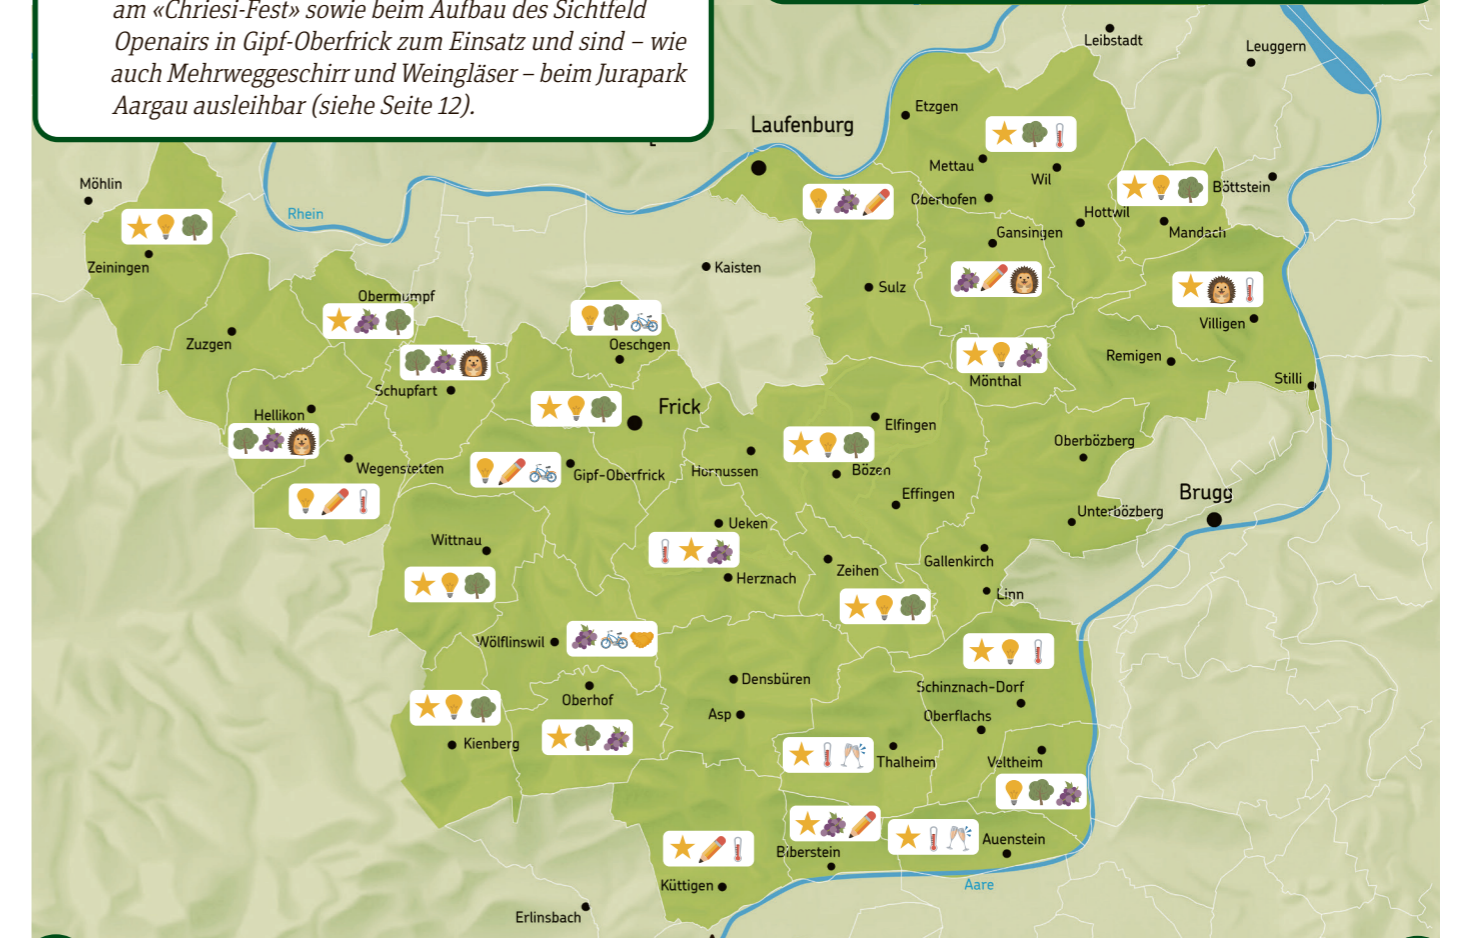 am «Chriesi-Fest» sowie beim Aufbau des Sichtfeld
Openairs in Gipf-Oberfrick zum Einsatz und sind – wie
auch Mehrweggeschirr und Weingläser – beim Jurapark
Aargau ausleihbar (siehe Seite 12).
Leibstadt
Leuggern
Etzgen
Laufenburg
Mettau
Wil
Möhlin
Böttstein
Oberhofen
Rhein
Hottwil
Gansingen
Mandach
Zeiningen
Kaisten
Sulz
Obermumpf
Villigen
Zuzgen
Oeschgen
Remigen
Schupfart
Mönthal
Stilli
Frick
Hellikon
Elfingen
Oberbözberg
Wegenstetten
Gipf-Oberfrick
Hornussen
Bözen
Effingen
Brugg
Unterbözberg
Ueken
Wittnau
Gallenkirch
Zeihen
Herznach
Linn
Wölflinswil
Densbüren
Schinznach-Dorf
Oberhof
Asp
Oberflachs
Kienberg
Thalheim
Veltheim
Auenstein
Biberstein
Küttigen
Aare
Erlinsbach